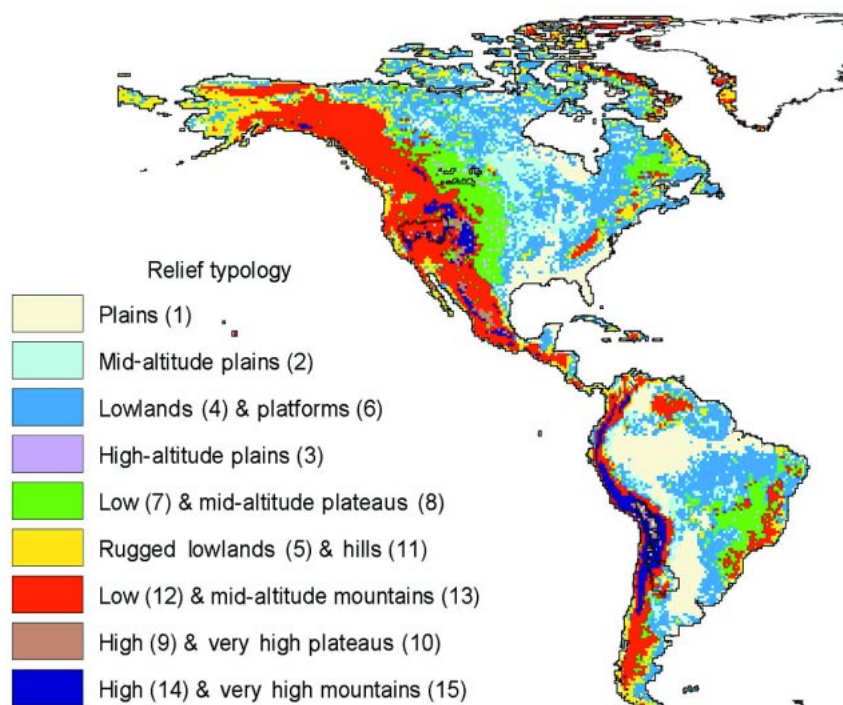 Relief typology
Plains (1)
Mid-altitude plains (2)
Lowlands (4) & platforms (6)
High-altitude plains (3)
Low (7) & mid-altitude plateaus (8)
Rugged lowlands (5) & hills (11)
Low (12) & mid-altitude mountains (13)
High (9) & very high plateaus (10)
High (14) & very high mountains (15)